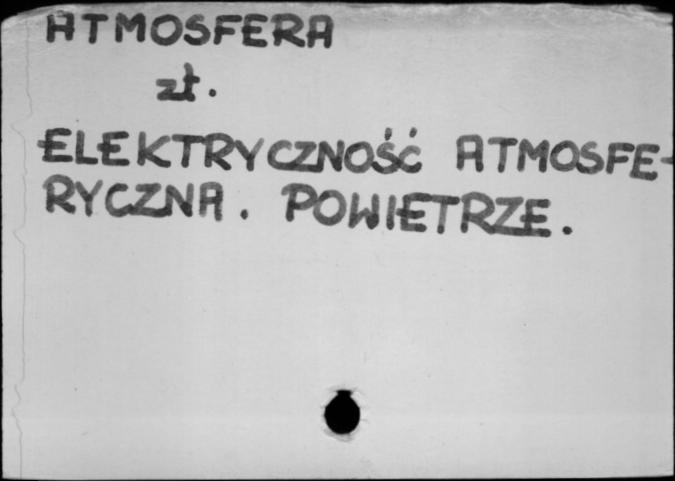 ATMOSFERA
zł.
ELEKTRYCZNOŚĆ ATMOSFE-
RYCZNA. POWIETRZE.